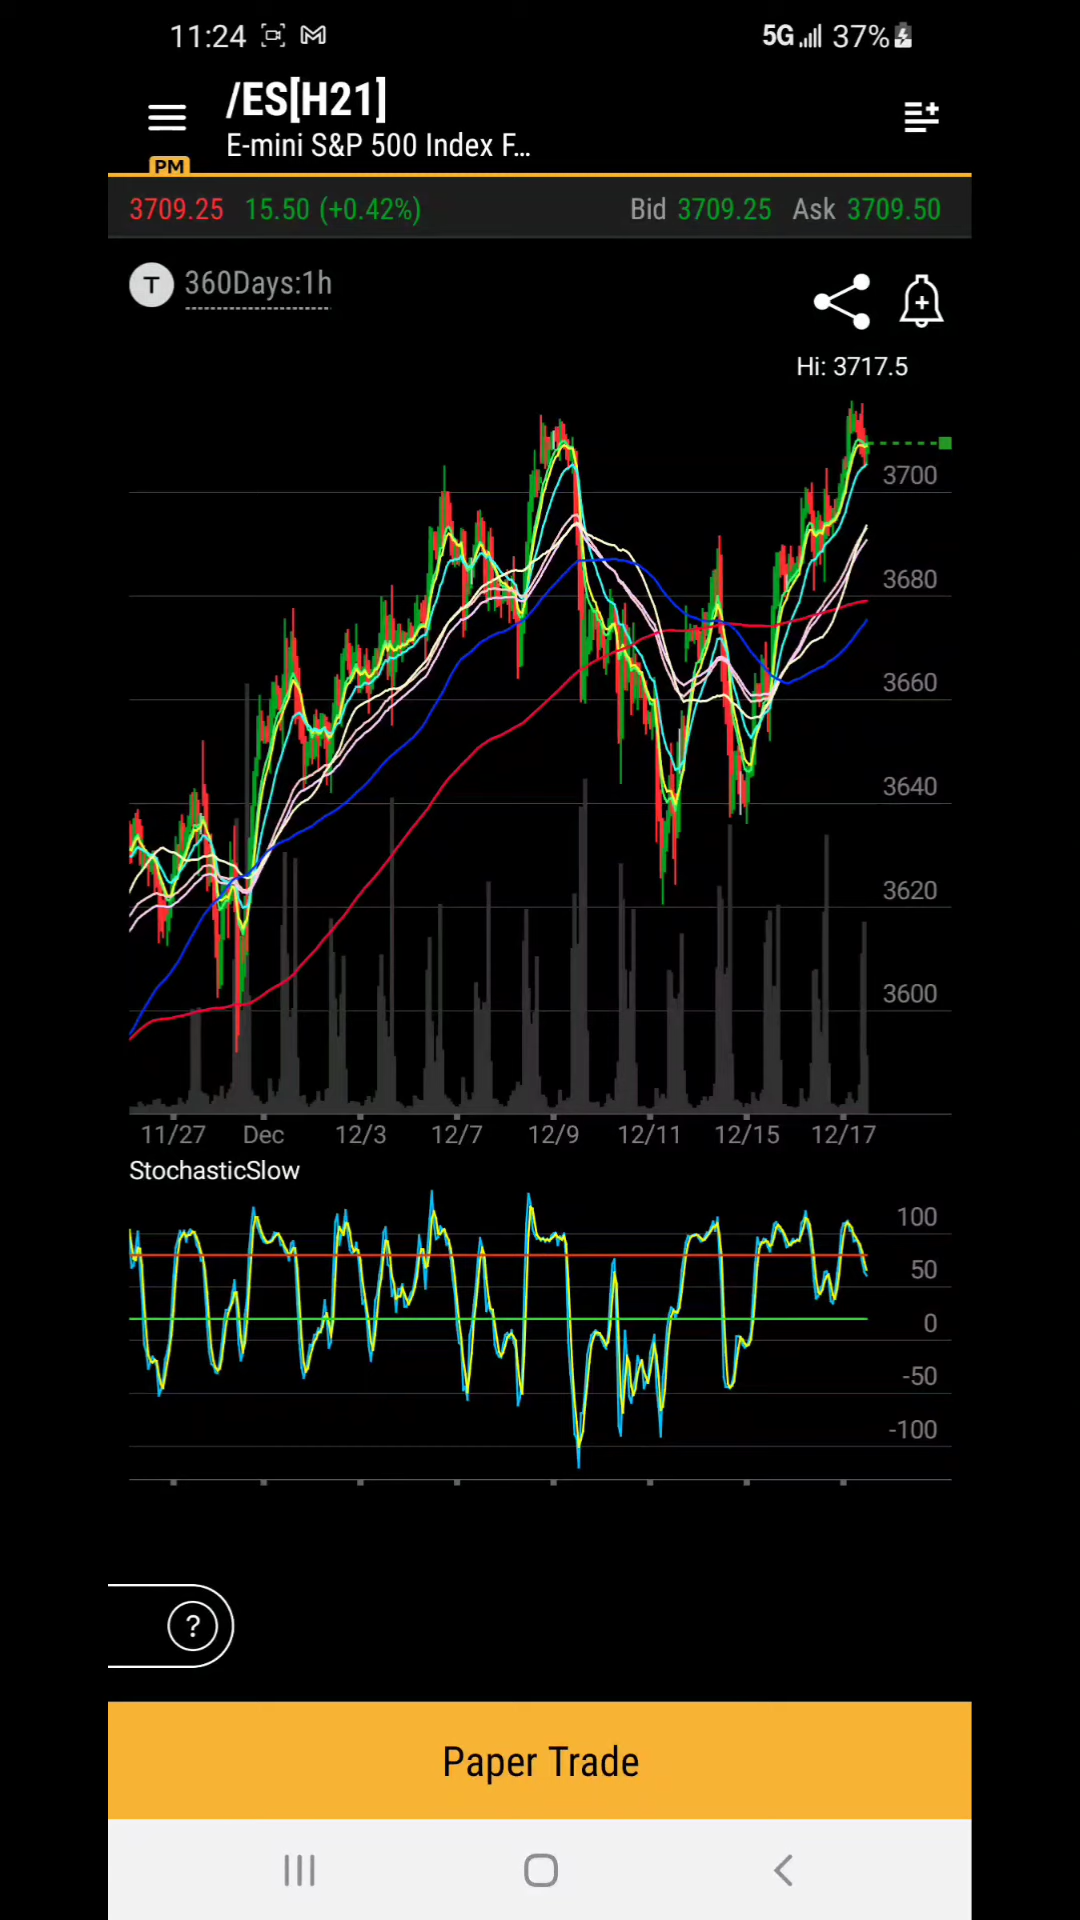 11:24 5G 37%
/ES[H21]
E-mini S&P 500 Index F...
PM
3709.25 15.50 (+0.42%) Bid 3709.25 Ask 3709.50
T 360Days:1h
Hi: 3717.5
3700
3680
3660
3640
3620
3600
11/27 Dec 12/3 12/7 12/9 12/11 12/15 12/17
StochasticSlow
100
50
0
-50
-100
?
Paper Trade